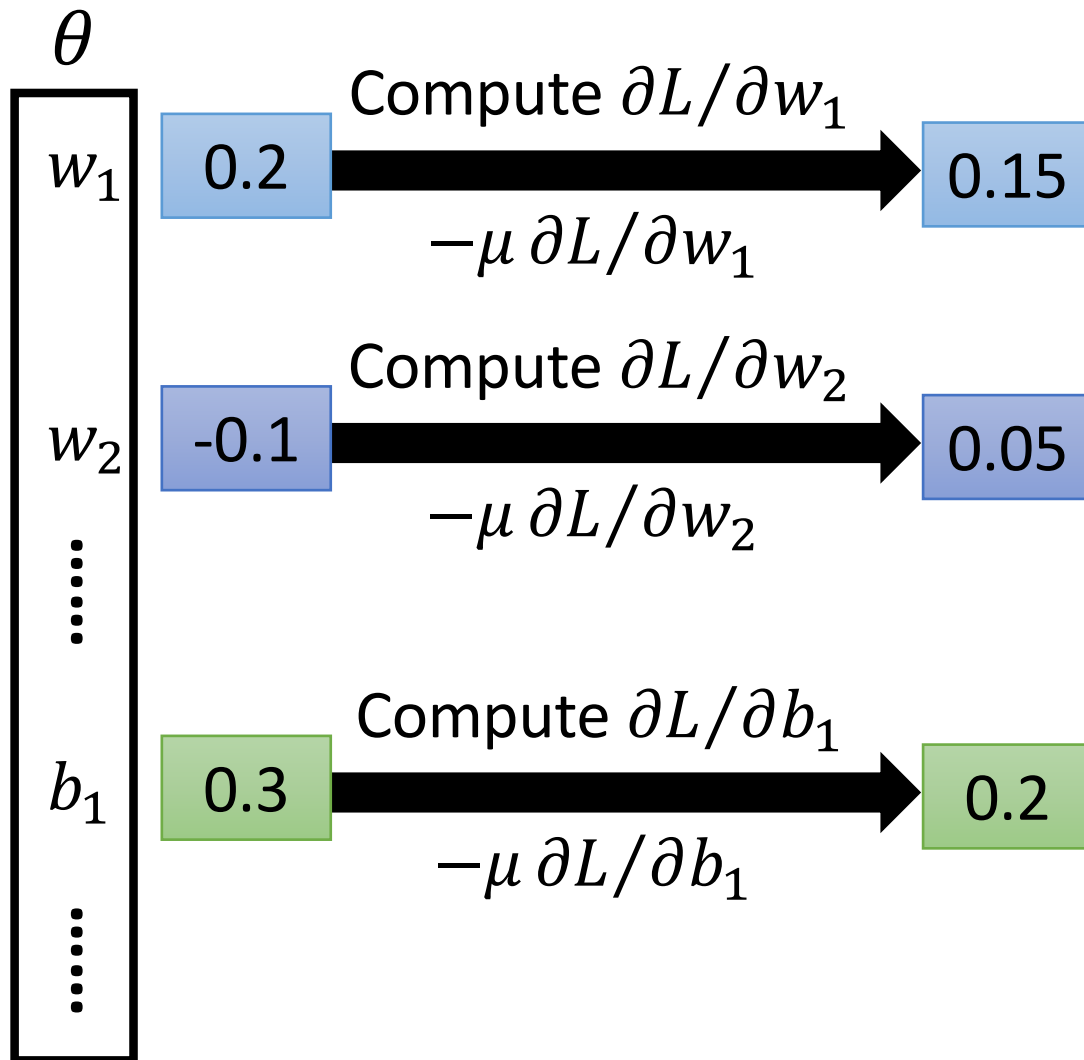 θ
Compute ∂L/∂w₁
w₁ 0.2 0.15
−μ ∂L/∂w₁
Compute ∂L/∂w₂
w₂ -0.1 0.05
−μ ∂L/∂w₂
......
Compute ∂L/∂b₁
b₁ 0.3 0.2
−μ ∂L/∂b₁
......